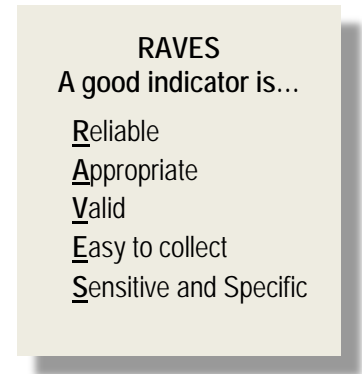 RAVES
A good indicator is…
Reliable
Appropriate
Valid
Easy to collect
Sensitive and Specific